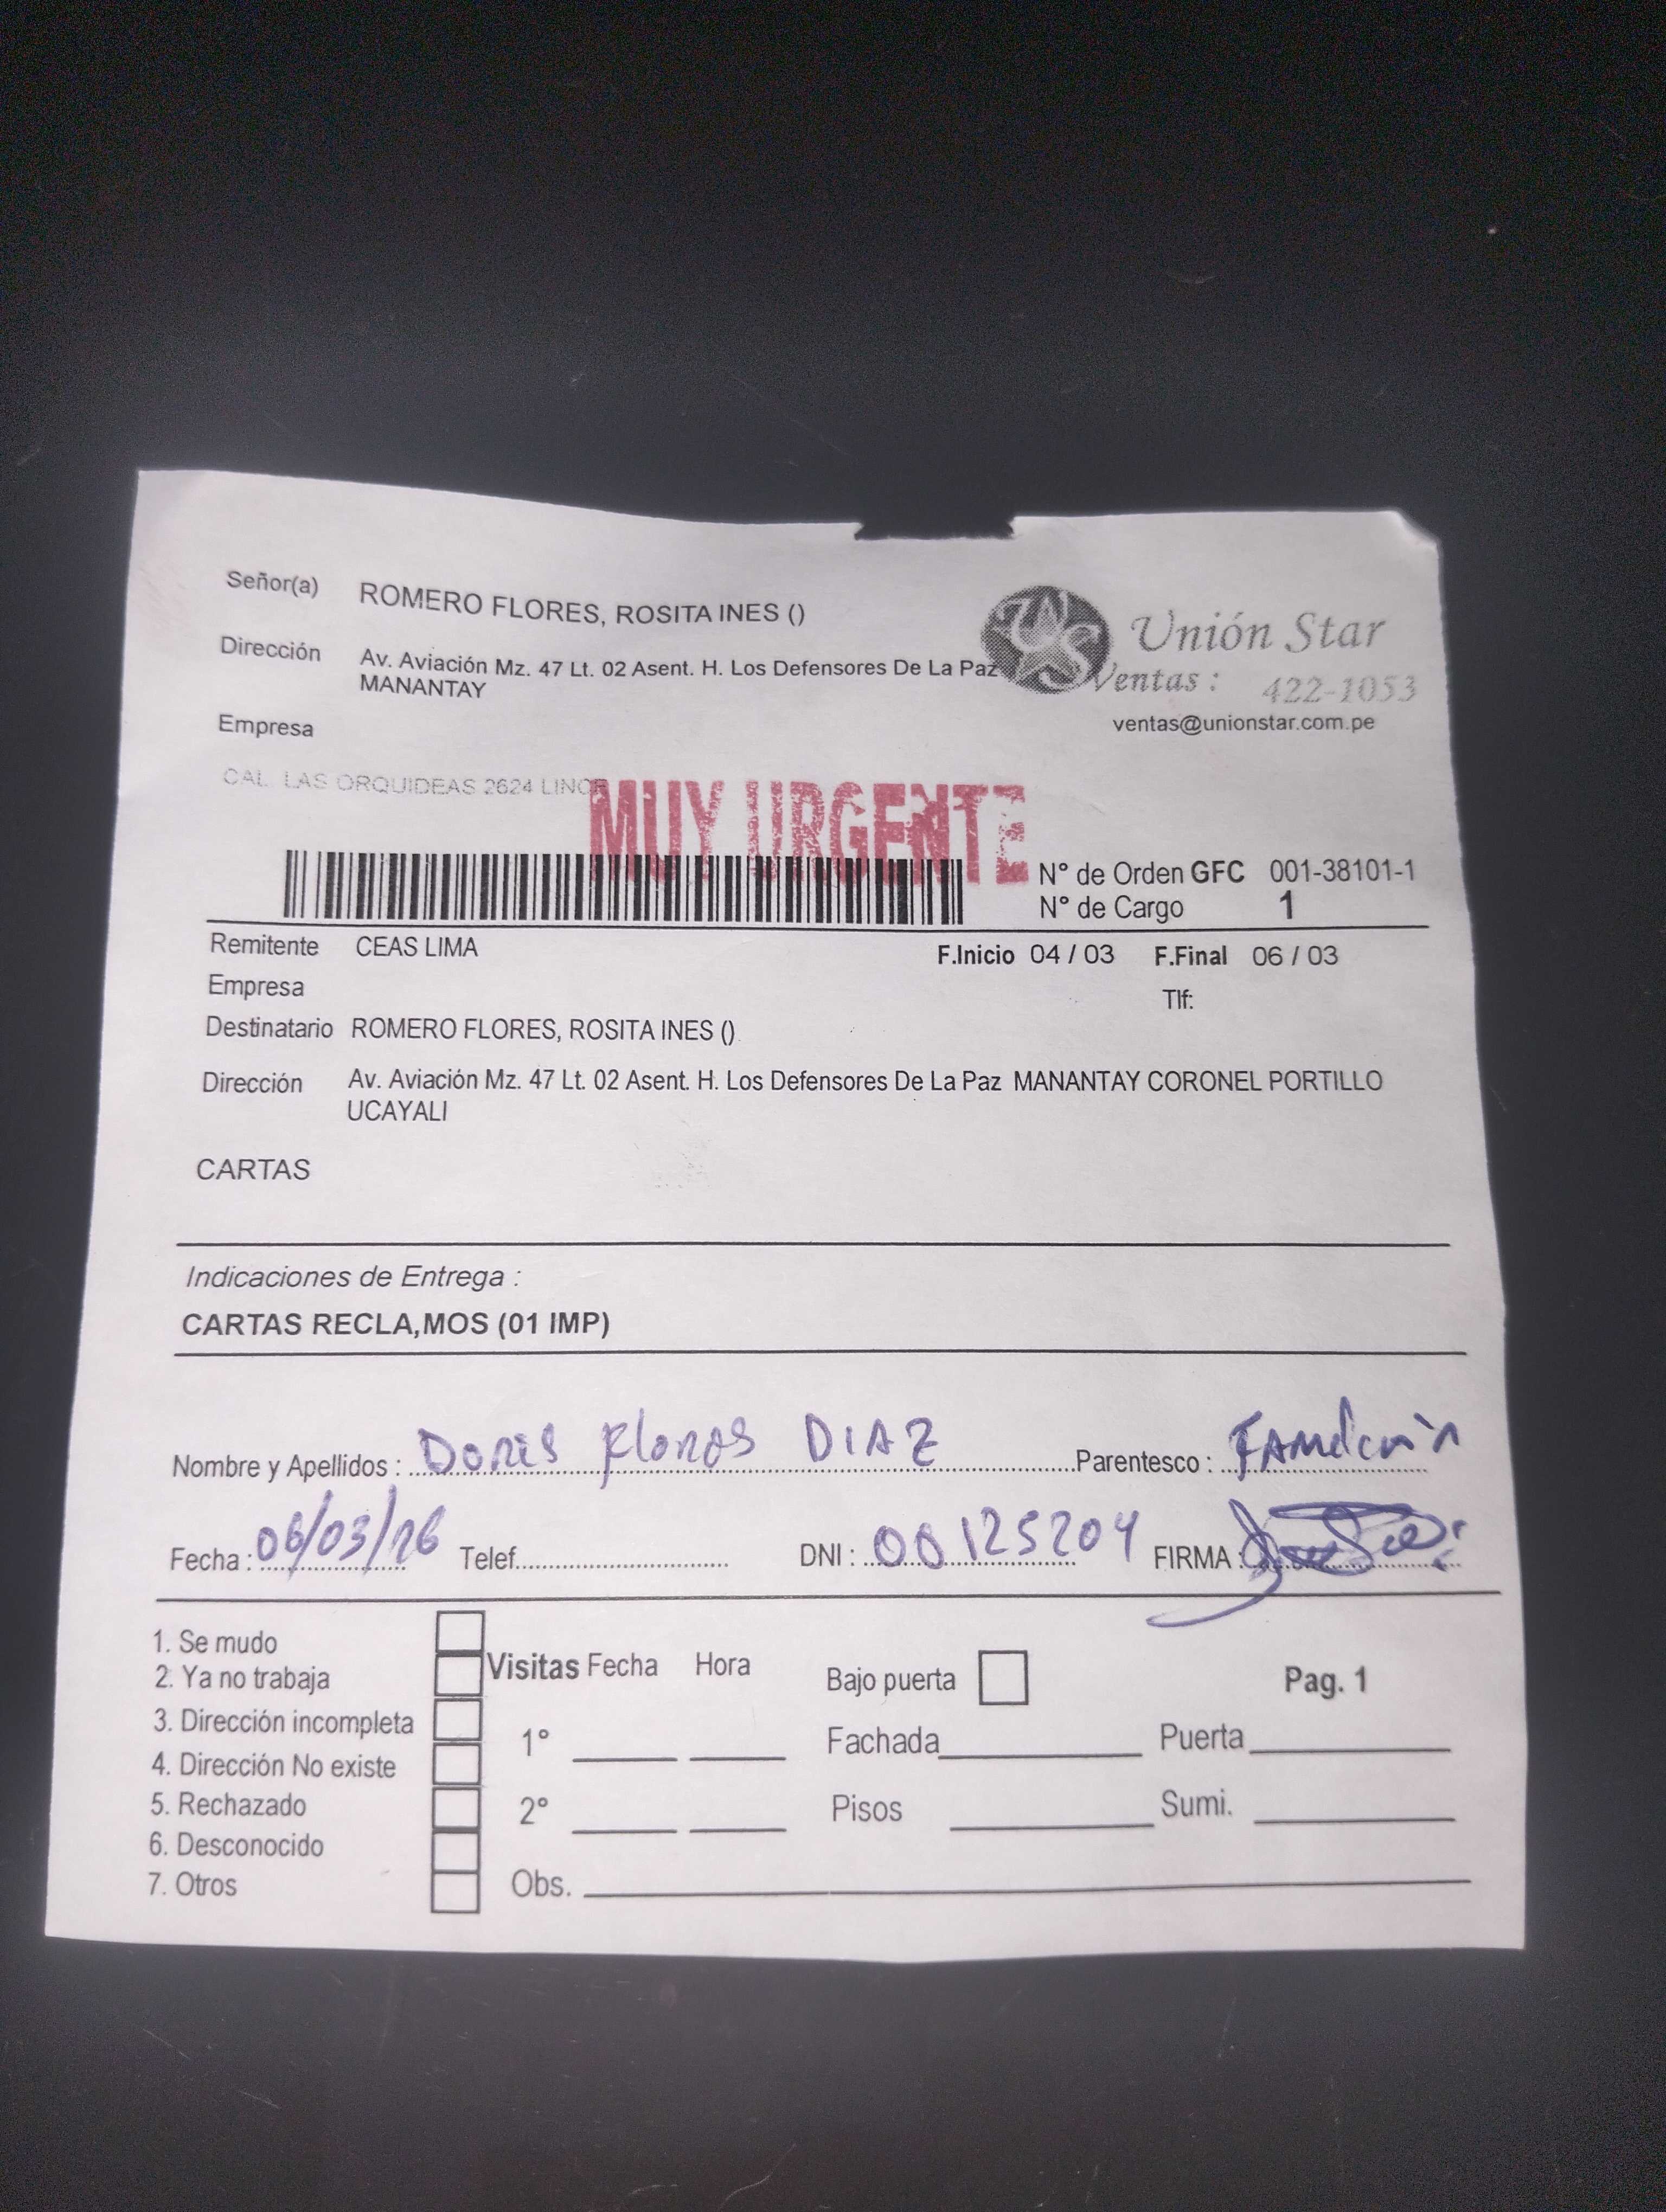 Señor(a) ROMERO FLORES, ROSITA INES ()
Unión Star
Dirección Av. Aviación Mz. 47 Lt. 02 Asent. H. Los Defensores De La Paz
MANANTAY
Ventas : 422-1053
Empresa
ventas@unionstar.com.pe
CAL LAS ORQUIDEAS 2624 LINCE
MUY URGENTE
N° de Orden GFC 001-38101-1
N° de Cargo 1
Remitente CEAS LIMA F.Inicio 04 / 03 F.Final 06 / 03
Empresa Tlf:
Destinatario ROMERO FLORES, ROSITA INES ()
Dirección Av. Aviación Mz. 47 Lt. 02 Asent. H. Los Defensores De La Paz MANANTAY CORONEL PORTILLO
UCAYALI
CARTAS
Indicaciones de Entrega :
CARTAS RECLA,MOS (01 IMP)
Nombre y Apellidos : Doris Flores DIAZ Parentesco :
Fecha : 06/03/26 Telef. DNI : 00125204 FIRMA :
1. Se mudo
2. Ya no trabaja
3. Dirección incompleta
4. Dirección No existe
5. Rechazado
6. Desconocido
7. Otros
Visitas Fecha Hora Bajo puerta Pag. 1
1° Fachada Puerta
2° Pisos Sumi.
Obs.